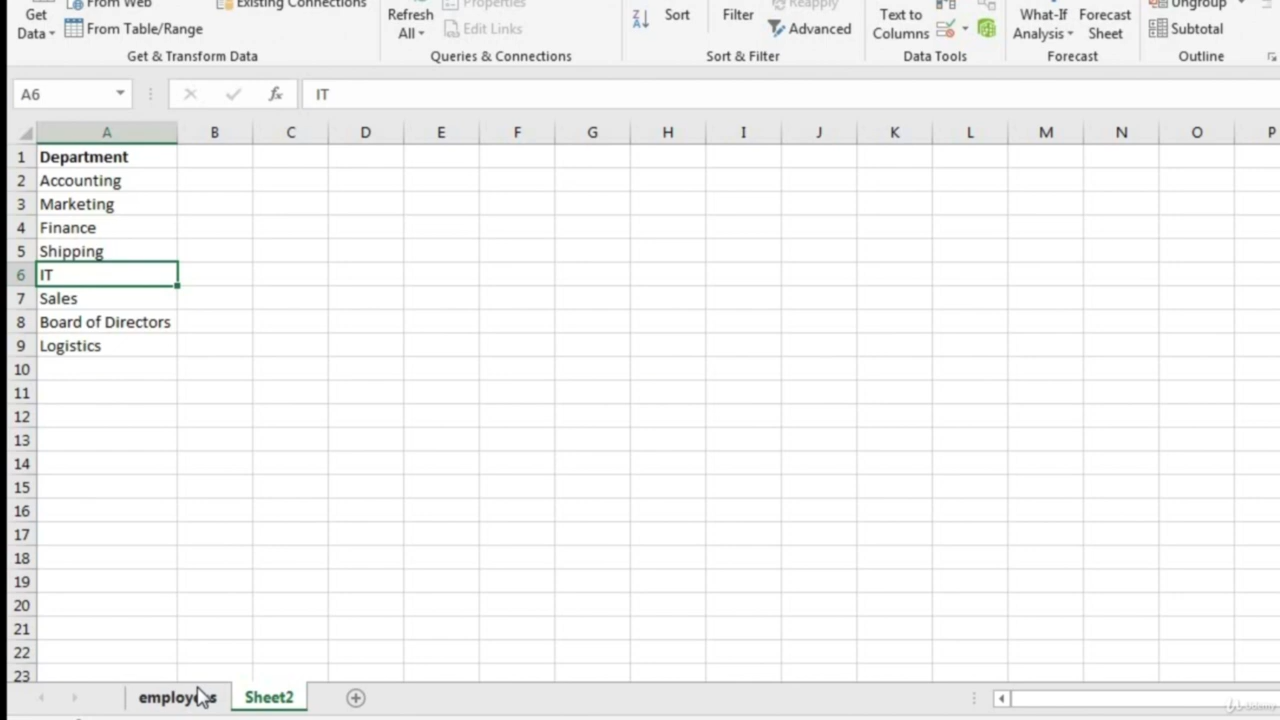 From Web
Existing Connections
Properties
Reapply
Ungroup
Get Data
From Table/Range
Refresh All
Edit Links
Sort
Filter
Advanced
Text to Columns
What-If Analysis
Forecast Sheet
Subtotal
Get & Transform Data
Queries & Connections
Sort & Filter
Data Tools
Forecast
Outline
A6
fx
IT
A B C D E F G H I J K L M N O P
1 Department
2 Accounting
3 Marketing
4 Finance
5 Shipping
6 IT
7 Sales
8 Board of Directors
9 Logistics
10
11
12
13
14
15
16
17
18
19
20
21
22
23
employees Sheet2
Udemy